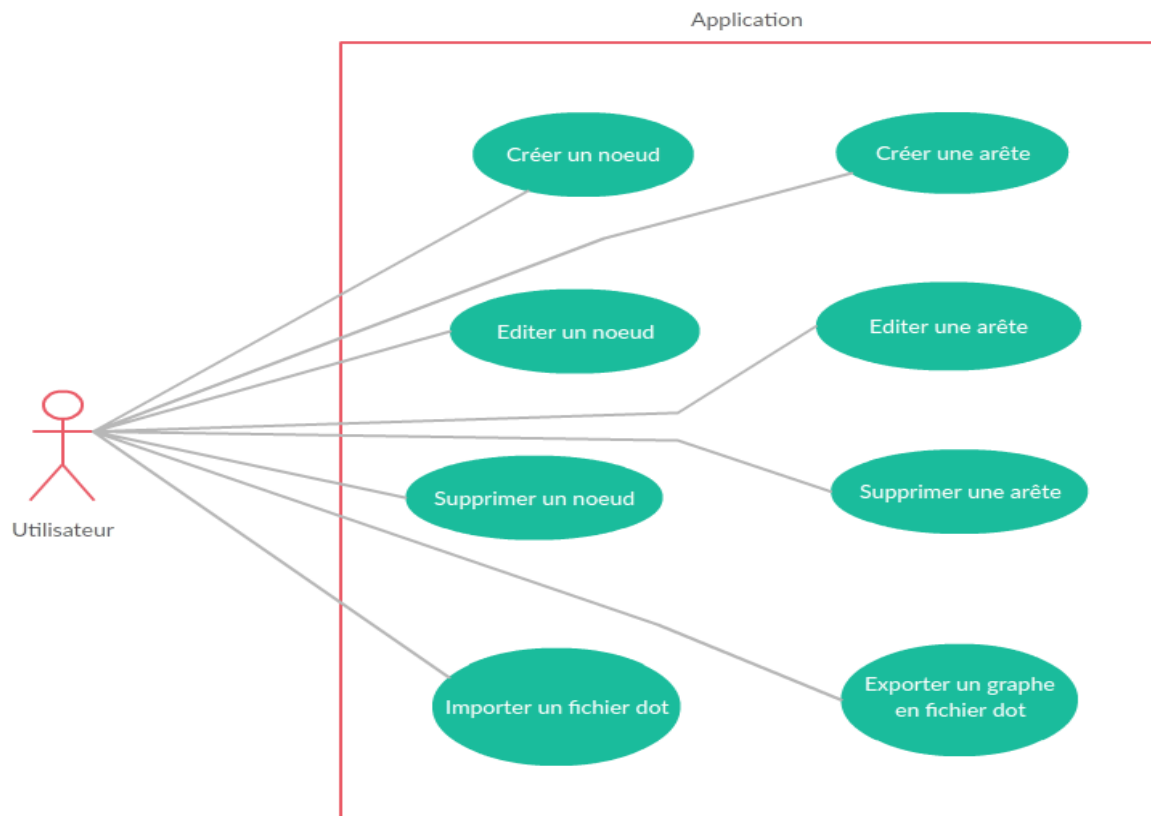 Application
Créer un noeud
Créer une arête
Editer un noeud
Editer une arête
Supprimer un noeud
Supprimer une arête
Utilisateur
Importer un fichier dot
Exporter un graphe
en fichier dot